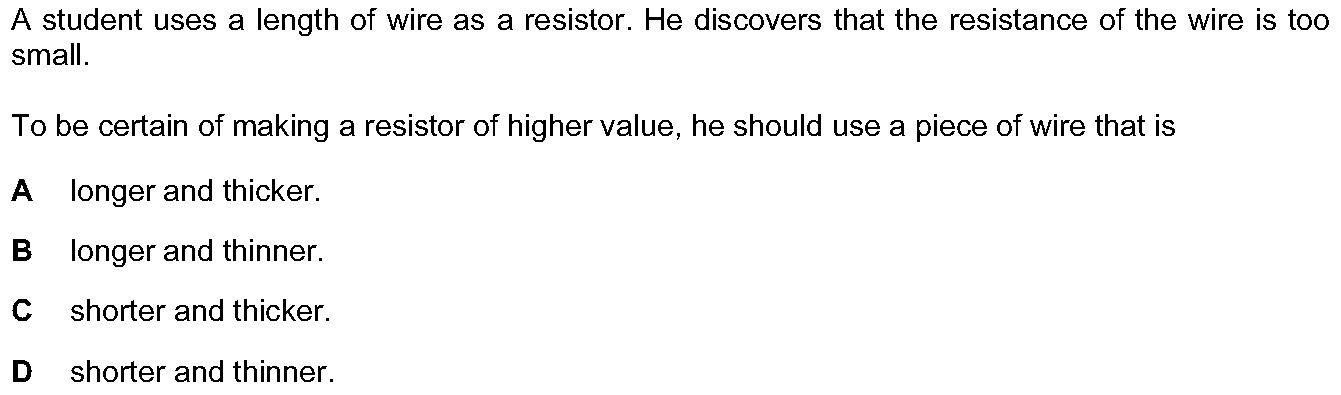 A student uses a length of wire as a resistor. He discovers that the resistance of the wire is too
small.
To be certain of making a resistor of higher value, he should use a piece of wire that is
A longer and thicker.
B longer and thinner.
C shorter and thicker.
D shorter and thinner.